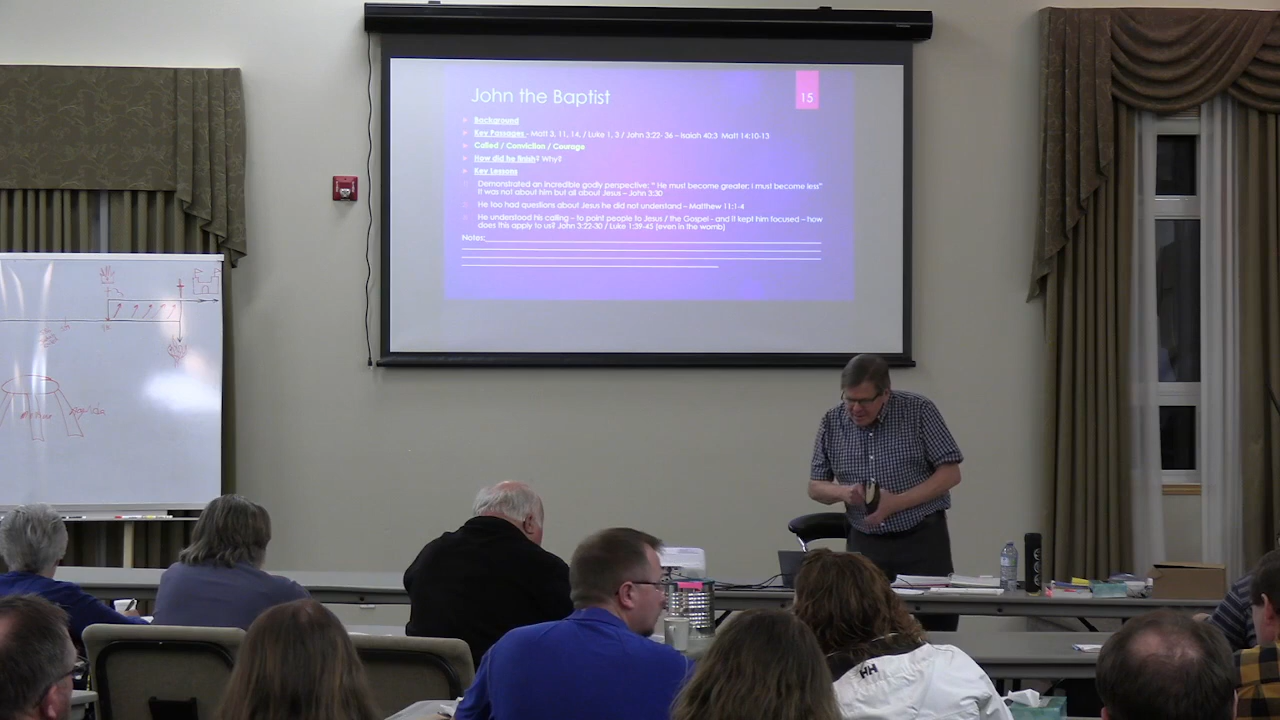 John the Baptist
15
Background
Key Passages - Matt 3, 11, 14, / Luke 1, 3 / John 3:22- 36 – Isaiah 40:3 Matt 14:10-13
Called / Conviction / Courage
How did he finish? Why?
Key Lessons
Demonstrated an incredible godly perspective: " He must become greater: I must become less"
It was not about him but all about Jesus – John 3:30
He too had questions about Jesus he did not understand – Matthew 11:1-4
He understood his calling – to point people to Jesus / the Gospel - and it kept him focused – how
does this apply to us? John 3:22-30 / Luke 1:39-45 (even in the womb)
Notes:
HH